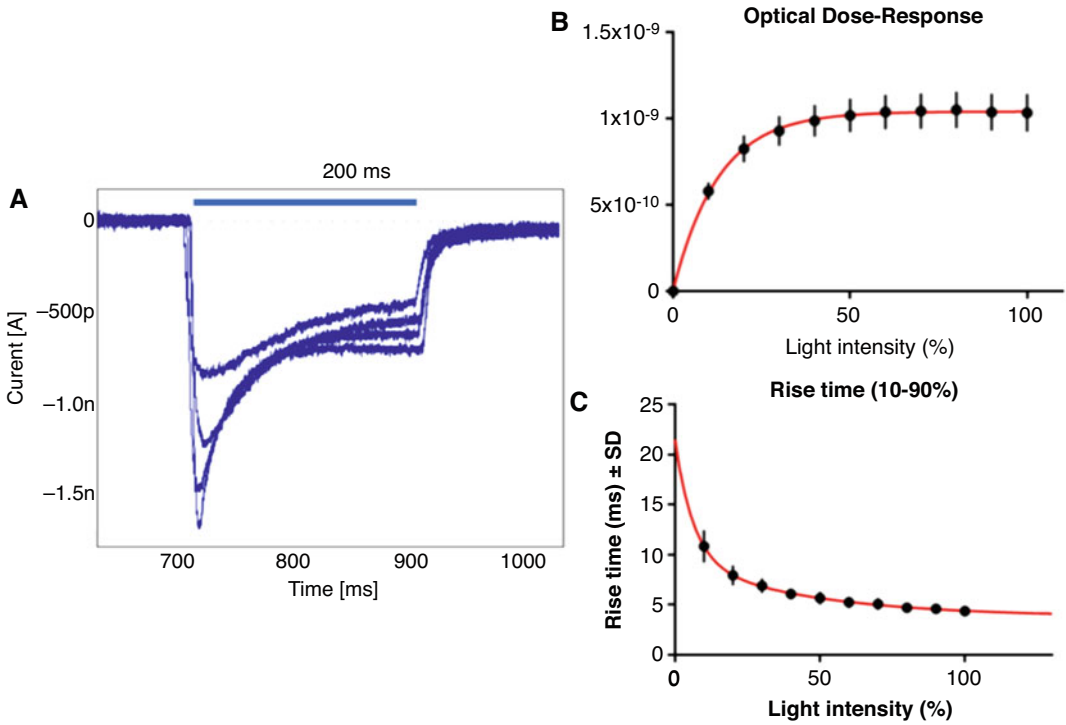 A
200 ms
Curent [A]
0
–500p
–1.0n
–1.5n
700 800 900 1000
Time [ms]
B
Optical Dose-Response
1.5x10-9
1x10-9
5x10-10
0
0 50 100
Light intensity (%)
C
Rise time (10-90%)
Rise time (ms) ± SD
25
20
15
10
5
0
0 50 100
Light intensity (%)